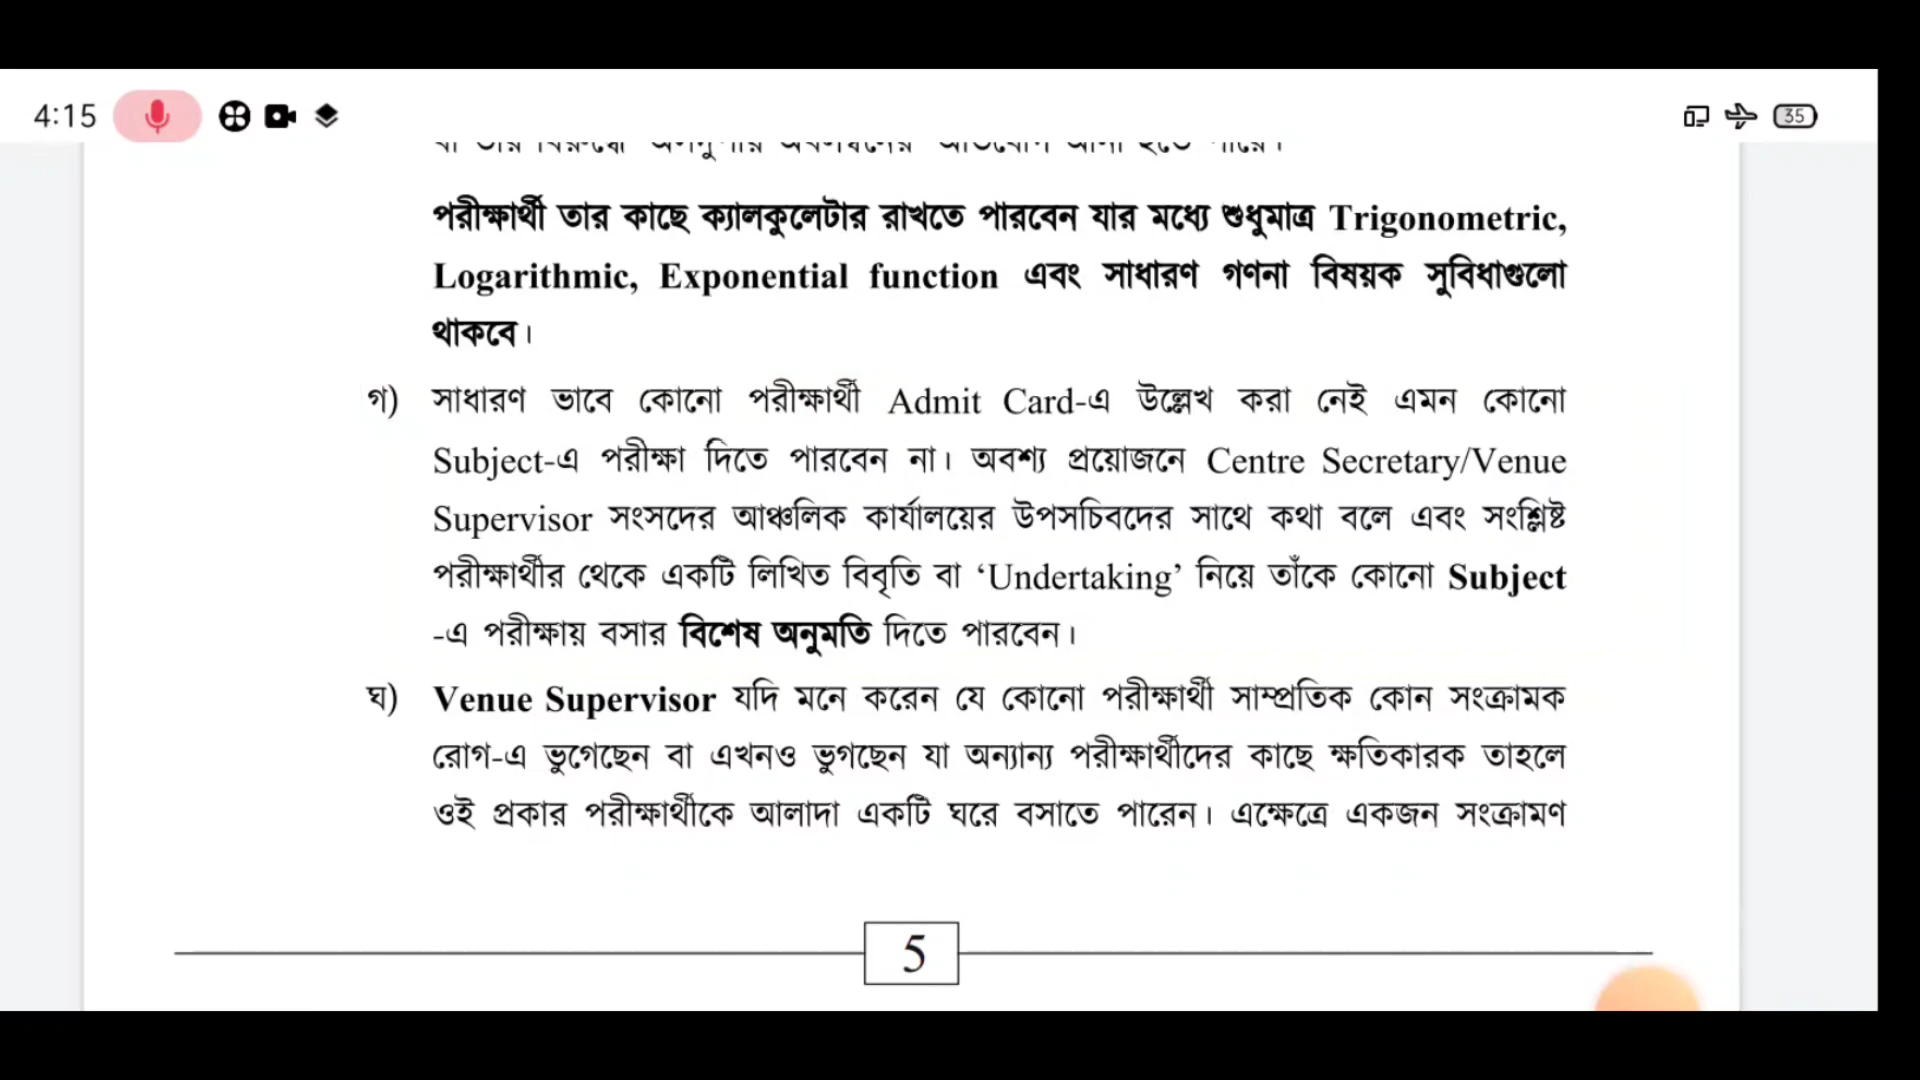 4:15
35
পরীক্ষার্থী তার কাছে ক্যালকুলেটার রাখতে পারবেন যার মধ্যে শুধুমাত্র Trigonometric,
Logarithmic, Exponential function এবং সাধারণ গণনা বিষয়ক সুবিধাগুলো
থাকবে।
গ) সাধারণ ভাবে কোনো পরীক্ষার্থী Admit Card-এ উল্লেখ করা নেই এমন কোনো
Subject-এ পরীক্ষা দিতে পারবেন না। অবশ্য প্রয়োজনে Centre Secretary/Venue
Supervisor সংসদের আঞ্চলিক কার্যালয়ের উপসচিবদের সাথে কথা বলে এবং সংশ্লিষ্ট
পরীক্ষার্থীর থেকে একটি লিখিত বিবৃতি বা ‘Undertaking’ নিয়ে তাঁকে কোনো Subject
-এ পরীক্ষায় বসার বিশেষ অনুমতি দিতে পারবেন।
ঘ) Venue Supervisor যদি মনে করেন যে কোনো পরীক্ষার্থী সাম্প্রতিক কোন সংক্রামক
রোগ-এ ভুগেছেন বা এখনও ভুগছেন যা অন্যান্য পরীক্ষার্থীদের কাছে ক্ষতিকারক তাহলে
ওই প্রকার পরীক্ষার্থীকে আলাদা একটি ঘরে বসাতে পারেন। এক্ষেত্রে একজন সংক্রামণ
5